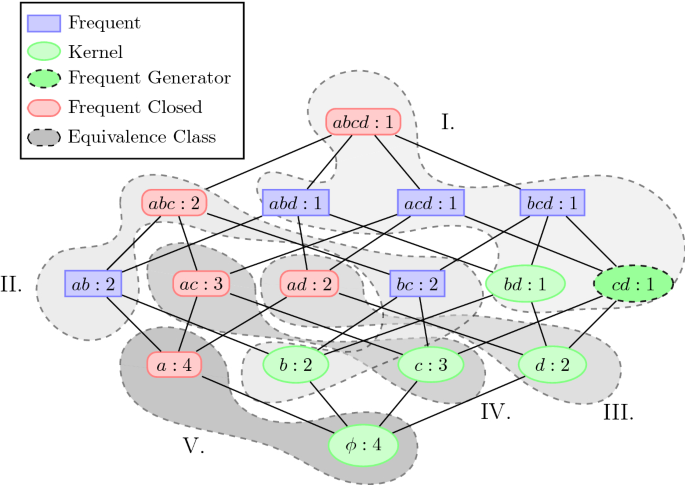 Frequent
Kernel
Frequent Generator
Frequent Closed
Equivalence Class
abcd : 1
I.
abc : 2
abd : 1
acd : 1
bcd : 1
II.
ab : 2
ac : 3
ad : 2
bc : 2
bd : 1
cd : 1
a : 4
b : 2
c : 3
d : 2
IV.
III.
V.
ϕ : 4